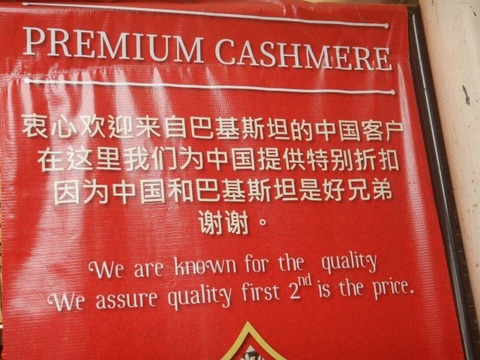 PREMIUM CASHMERE
衷心欢迎来自巴基斯坦的中国客户
在这里我们为中国提供特别折扣
因为中国和巴基斯坦是好兄弟
谢谢。
We are known for the quality
We assure quality first 2nd is the price.